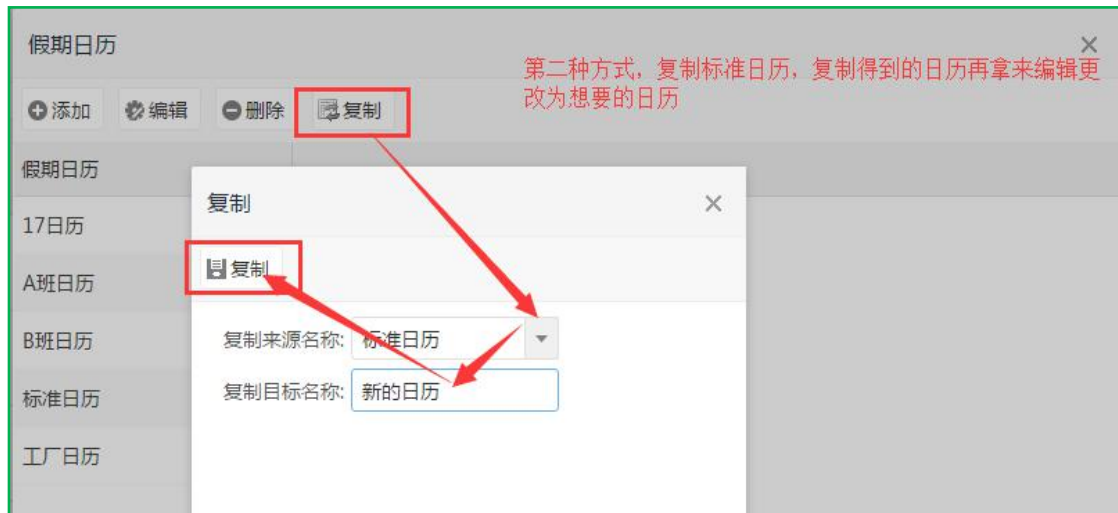 假期日历
第二种方式，复制标准日历，复制得到的日历再拿来编辑更
改为想要的日历
添加 编辑 删除 复制
假期日历
复制
17日历
复制
A班日历
B班日历
复制来源名称: 标准日历
标准日历
复制目标名称: 新的日历
工厂日历